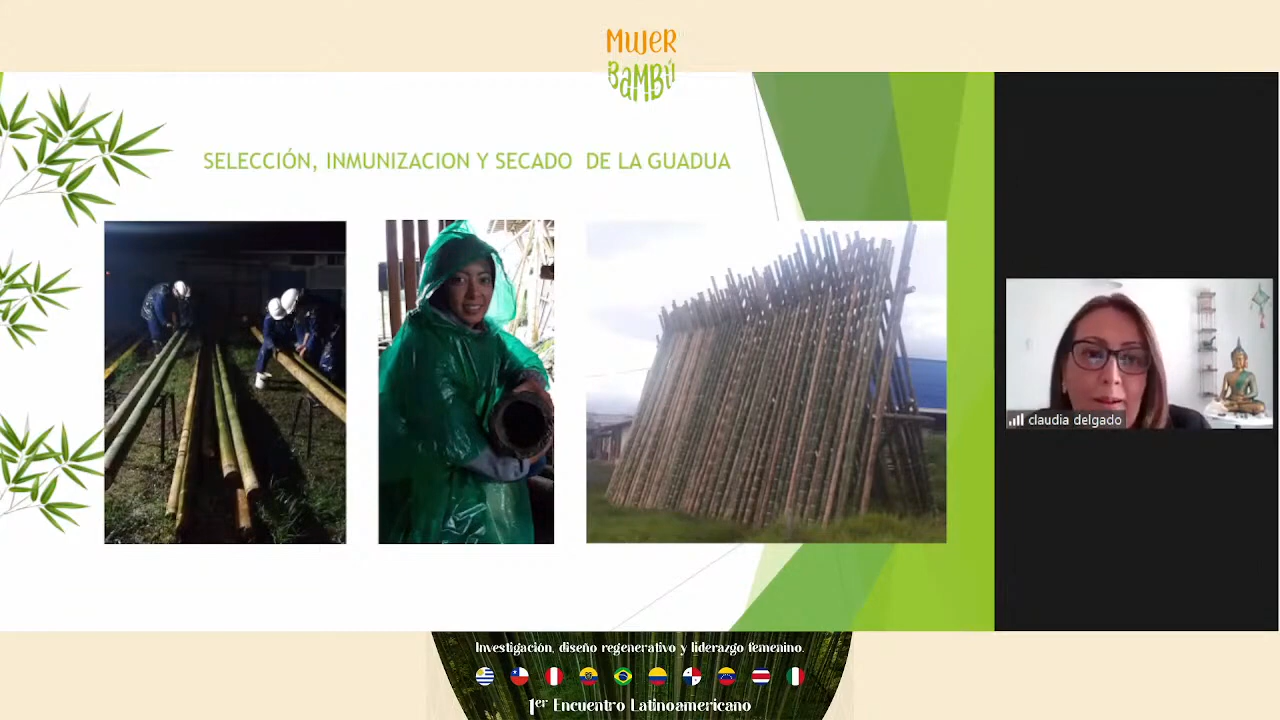 MUJER
BAMBÚ
SELECCIÓN, INMUNIZACION Y SECADO DE LA GUADUA
claudia delgado
Investigación, diseño regenerativo y liderazgo femenino.
1er Encuentro Latinoamericano